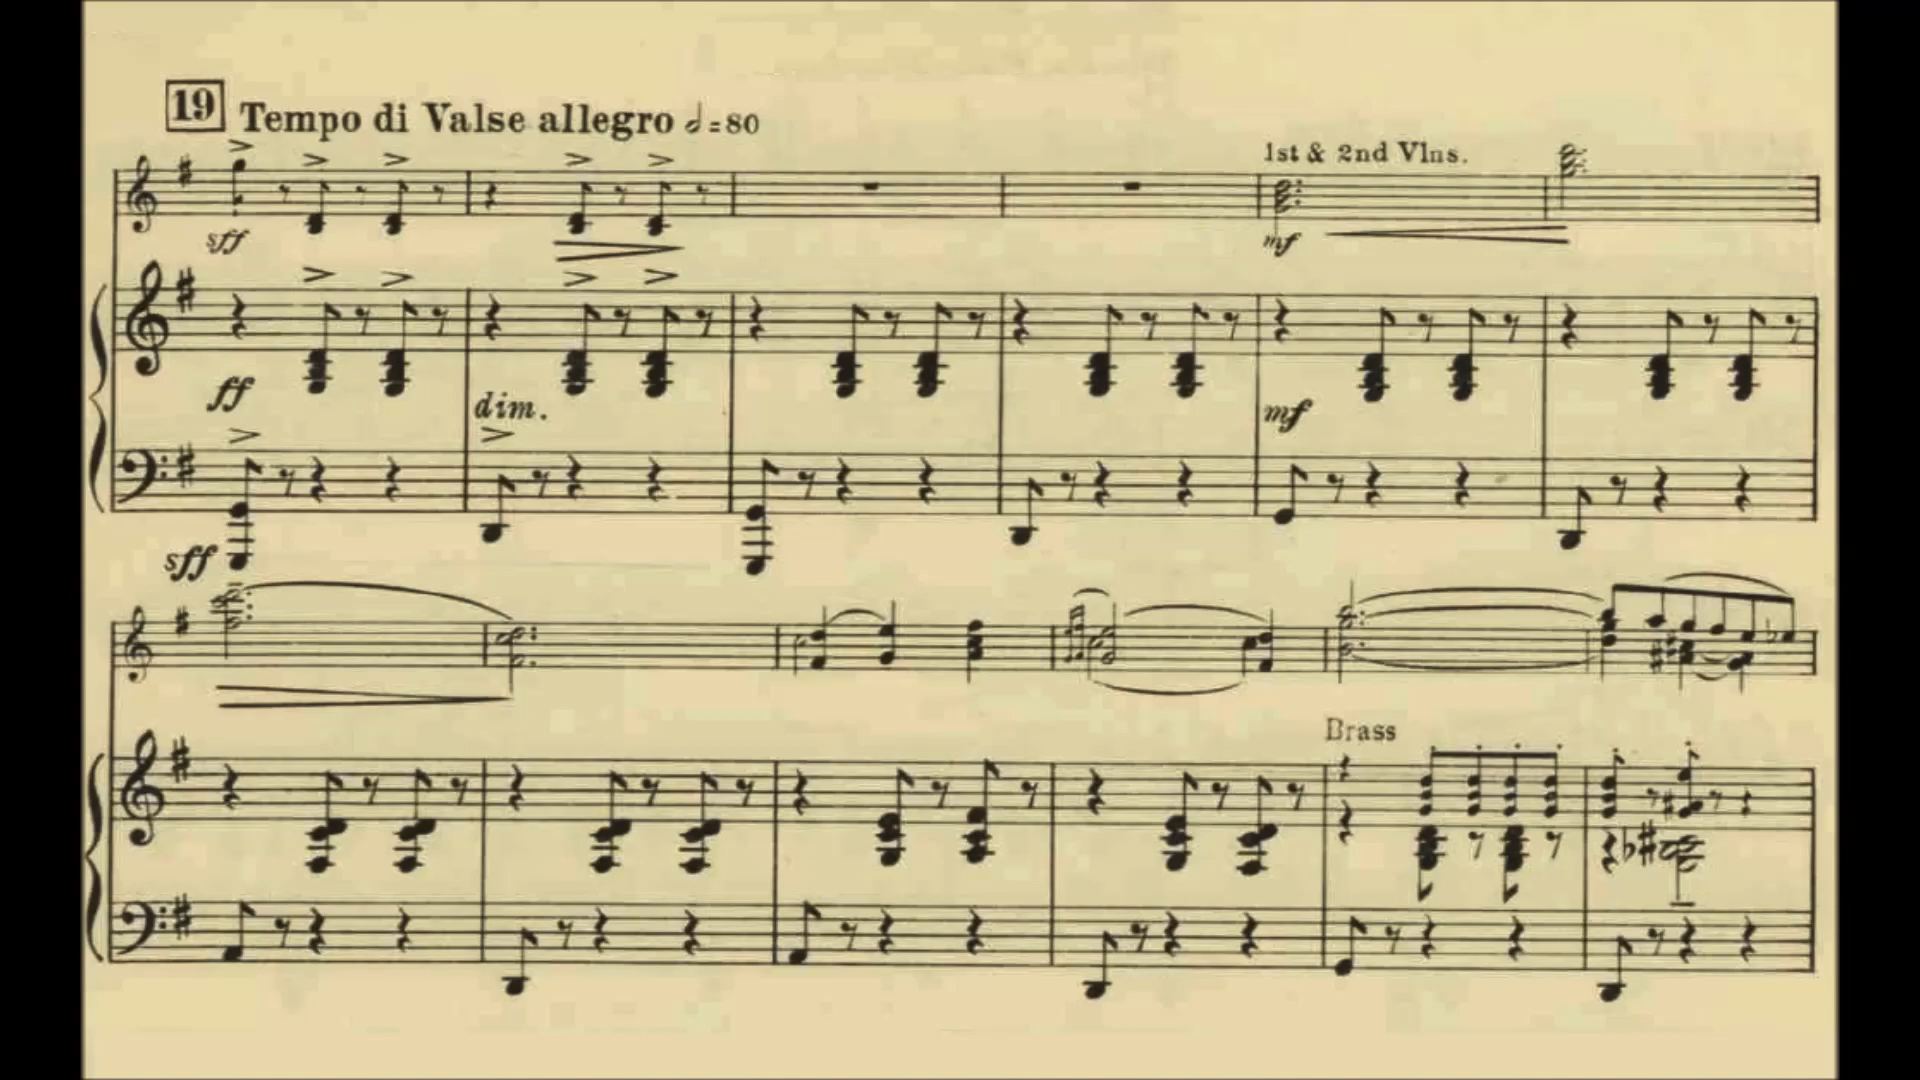 19 Tempo di Valse allegro 𝅗𝅥=80
1st & 2nd Vlns.
sff
mf
ff
dim.
mf
sff
Brass